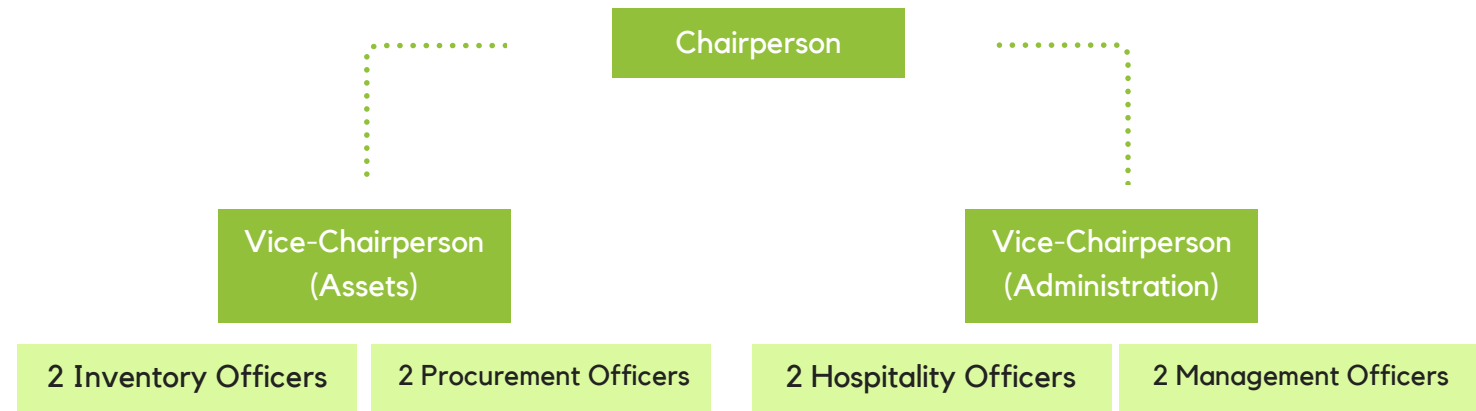 Chairperson
Vice-Chairperson
(Assets)
Vice-Chairperson
(Administration)
2 Inventory Officers
2 Procurement Officers
2 Hospitality Officers
2 Management Officers